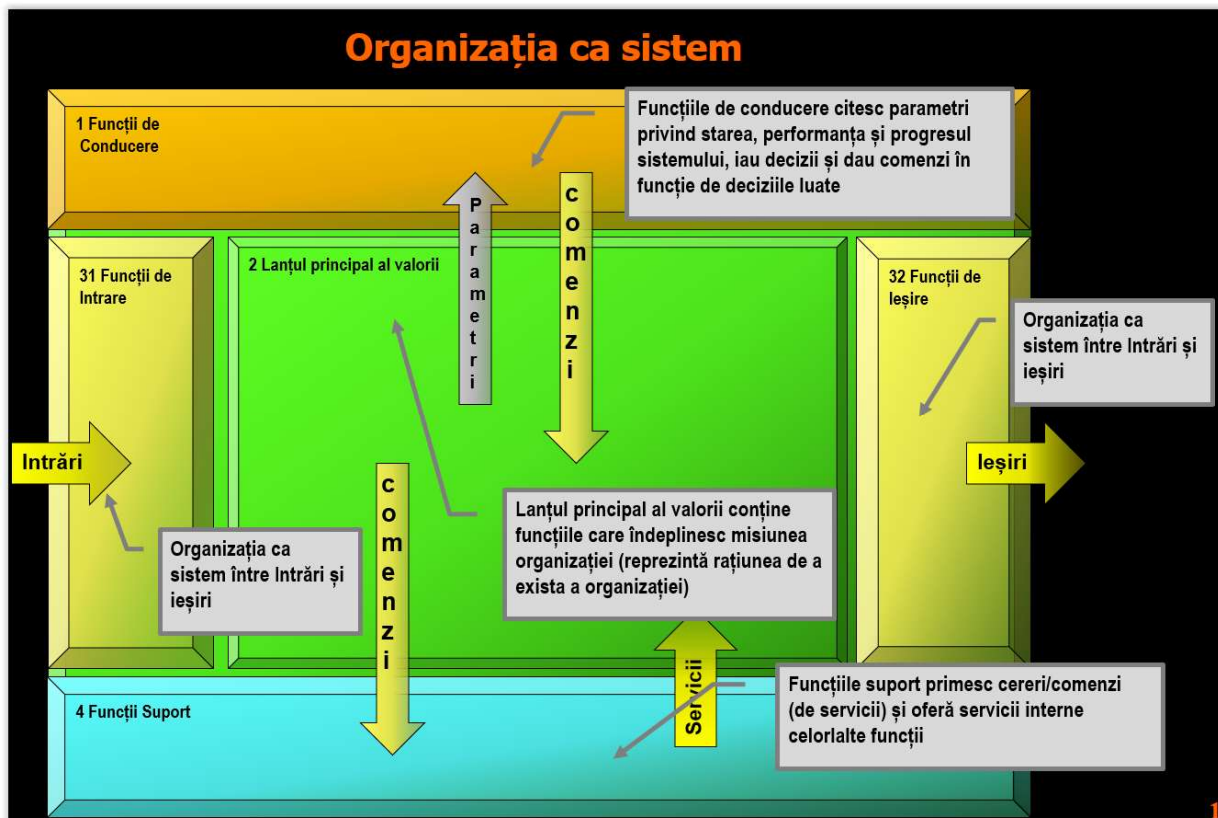 Organizația ca sistem
1 Funcții de
Conducere
Funcțiile de conducere citesc parametri
privind starea, performanța și progresul
sistemului, iau decizii și dau comenzi în
funcție de deciziile luate
Parametri
comenzi
31 Funcții de
Intrare
2 Lanțul principal al valorii
32 Funcții de
Ieșire
Organizația ca
sistem între Intrări și
ieșiri
Intrări
Ieșiri
comenzi
Organizația ca
sistem între Intrări și
ieșiri
Lanțul principal al valorii conține
funcțiile care îndeplinesc misiunea
organizației (reprezintă rațiunea de a
exista a organizației)
Servicii
4 Funcții Suport
Funcțiile suport primesc cereri/comenzi
(de servicii) și oferă servicii interne
celorlalte funcții
1